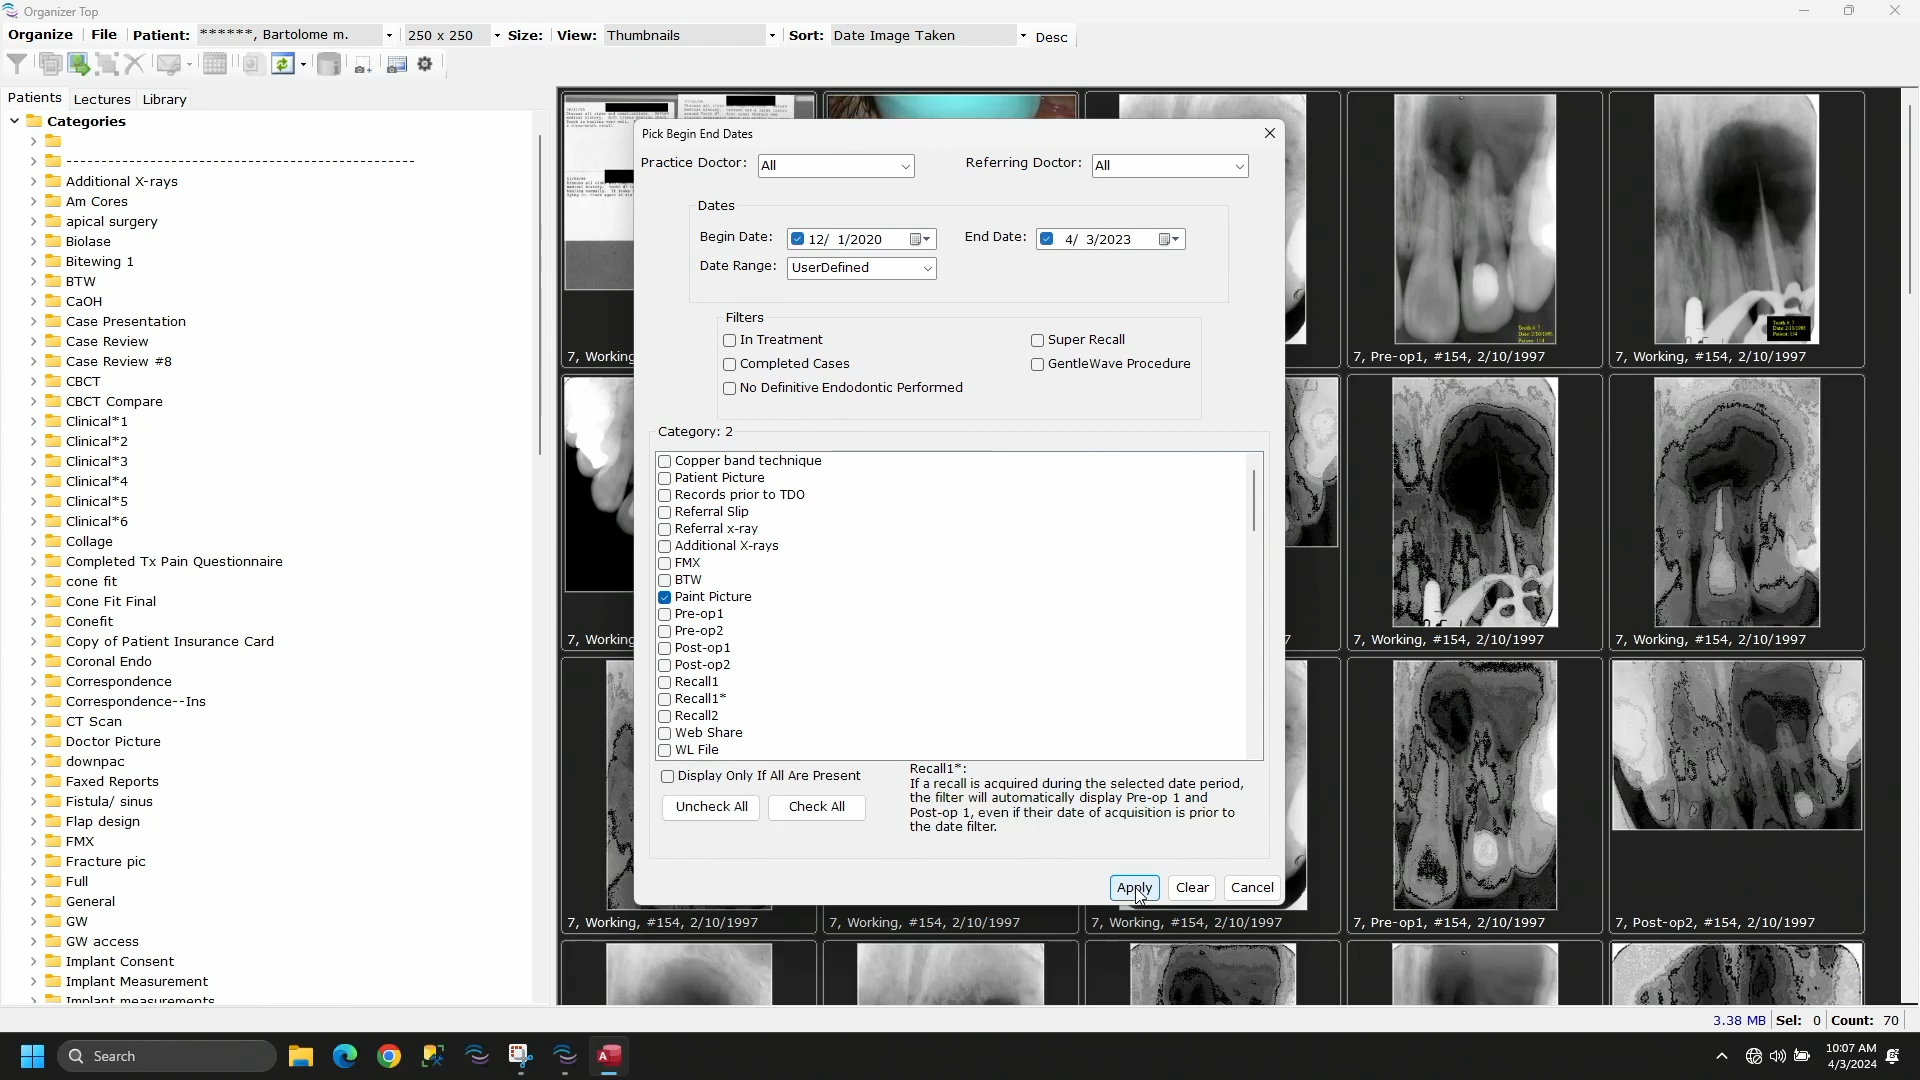 Organizer Top
Organize File Patient: ******, Bartolome m. 250 x 250 Size: View: Thumbnails Sort: Date Image Taken Desc
Patients Lectures Library
Categories
------------------------------------------------
Additional X-rays
Am Cores
apical surgery
Biolase
Bitewing 1
BTW
CaOH
Case Presentation
Case Review
Case Review #8
CBCT
CBCT Compare
Clinical*1
Clinical*2
Clinical*3
Clinical*4
Clinical*5
Clinical*6
Collage
Completed Tx Pain Questionnaire
cone fit
Cone Fit Final
Conefit
Copy of Patient Insurance Card
Coronal Endo
Correspondence
Correspondence--Ins
CT Scan
Doctor Picture
downpac
Faxed Reports
Fistula/ sinus
Flap design
FMX
Fracture pic
Full
General
GW
GW access
Implant Consent
Implant Measurement
Implant measurements
Pick Begin End Dates
Practice Doctor: All Referring Doctor: All
Dates
Begin Date: 12/ 1/2020 End Date: 4/ 3/2023
Date Range: UserDefined
Filters
In Treatment Super Recall
Completed Cases GentleWave Procedure
No Definitive Endodontic Performed
Category: 2
Copper band technique
Patient Picture
Records prior to TDO
Referral Slip
Referral x-ray
Additional X-rays
FMX
BTW
Paint Picture
Pre-op1
Pre-op2
Post-op1
Post-op2
Recall1
Recall1*
Recall2
Web Share
WL File
Display Only If All Are Present
Uncheck All Check All
Recall1*:
If a recall is acquired during the selected date period,
the filter will automatically display Pre-op 1 and
Post-op 1, even if their date of acquisition is prior to
the date filter.
Apply Clear Cancel
7, Working
7, Pre-op1, #154, 2/10/1997
7, Working, #154, 2/10/1997
7, Working
7
7, Working, #154, 2/10/1997
7, Working, #154, 2/10/1997
7, Working, #154, 2/10/1997
7, Working, #154, 2/10/1997
7, Working, #154, 2/10/1997
7, Pre-op1, #154, 2/10/1997
7, Post-op2, #154, 2/10/1997
3.38 MB Sel: 0 Count: 70
Search
10:07 AM
4/3/2024